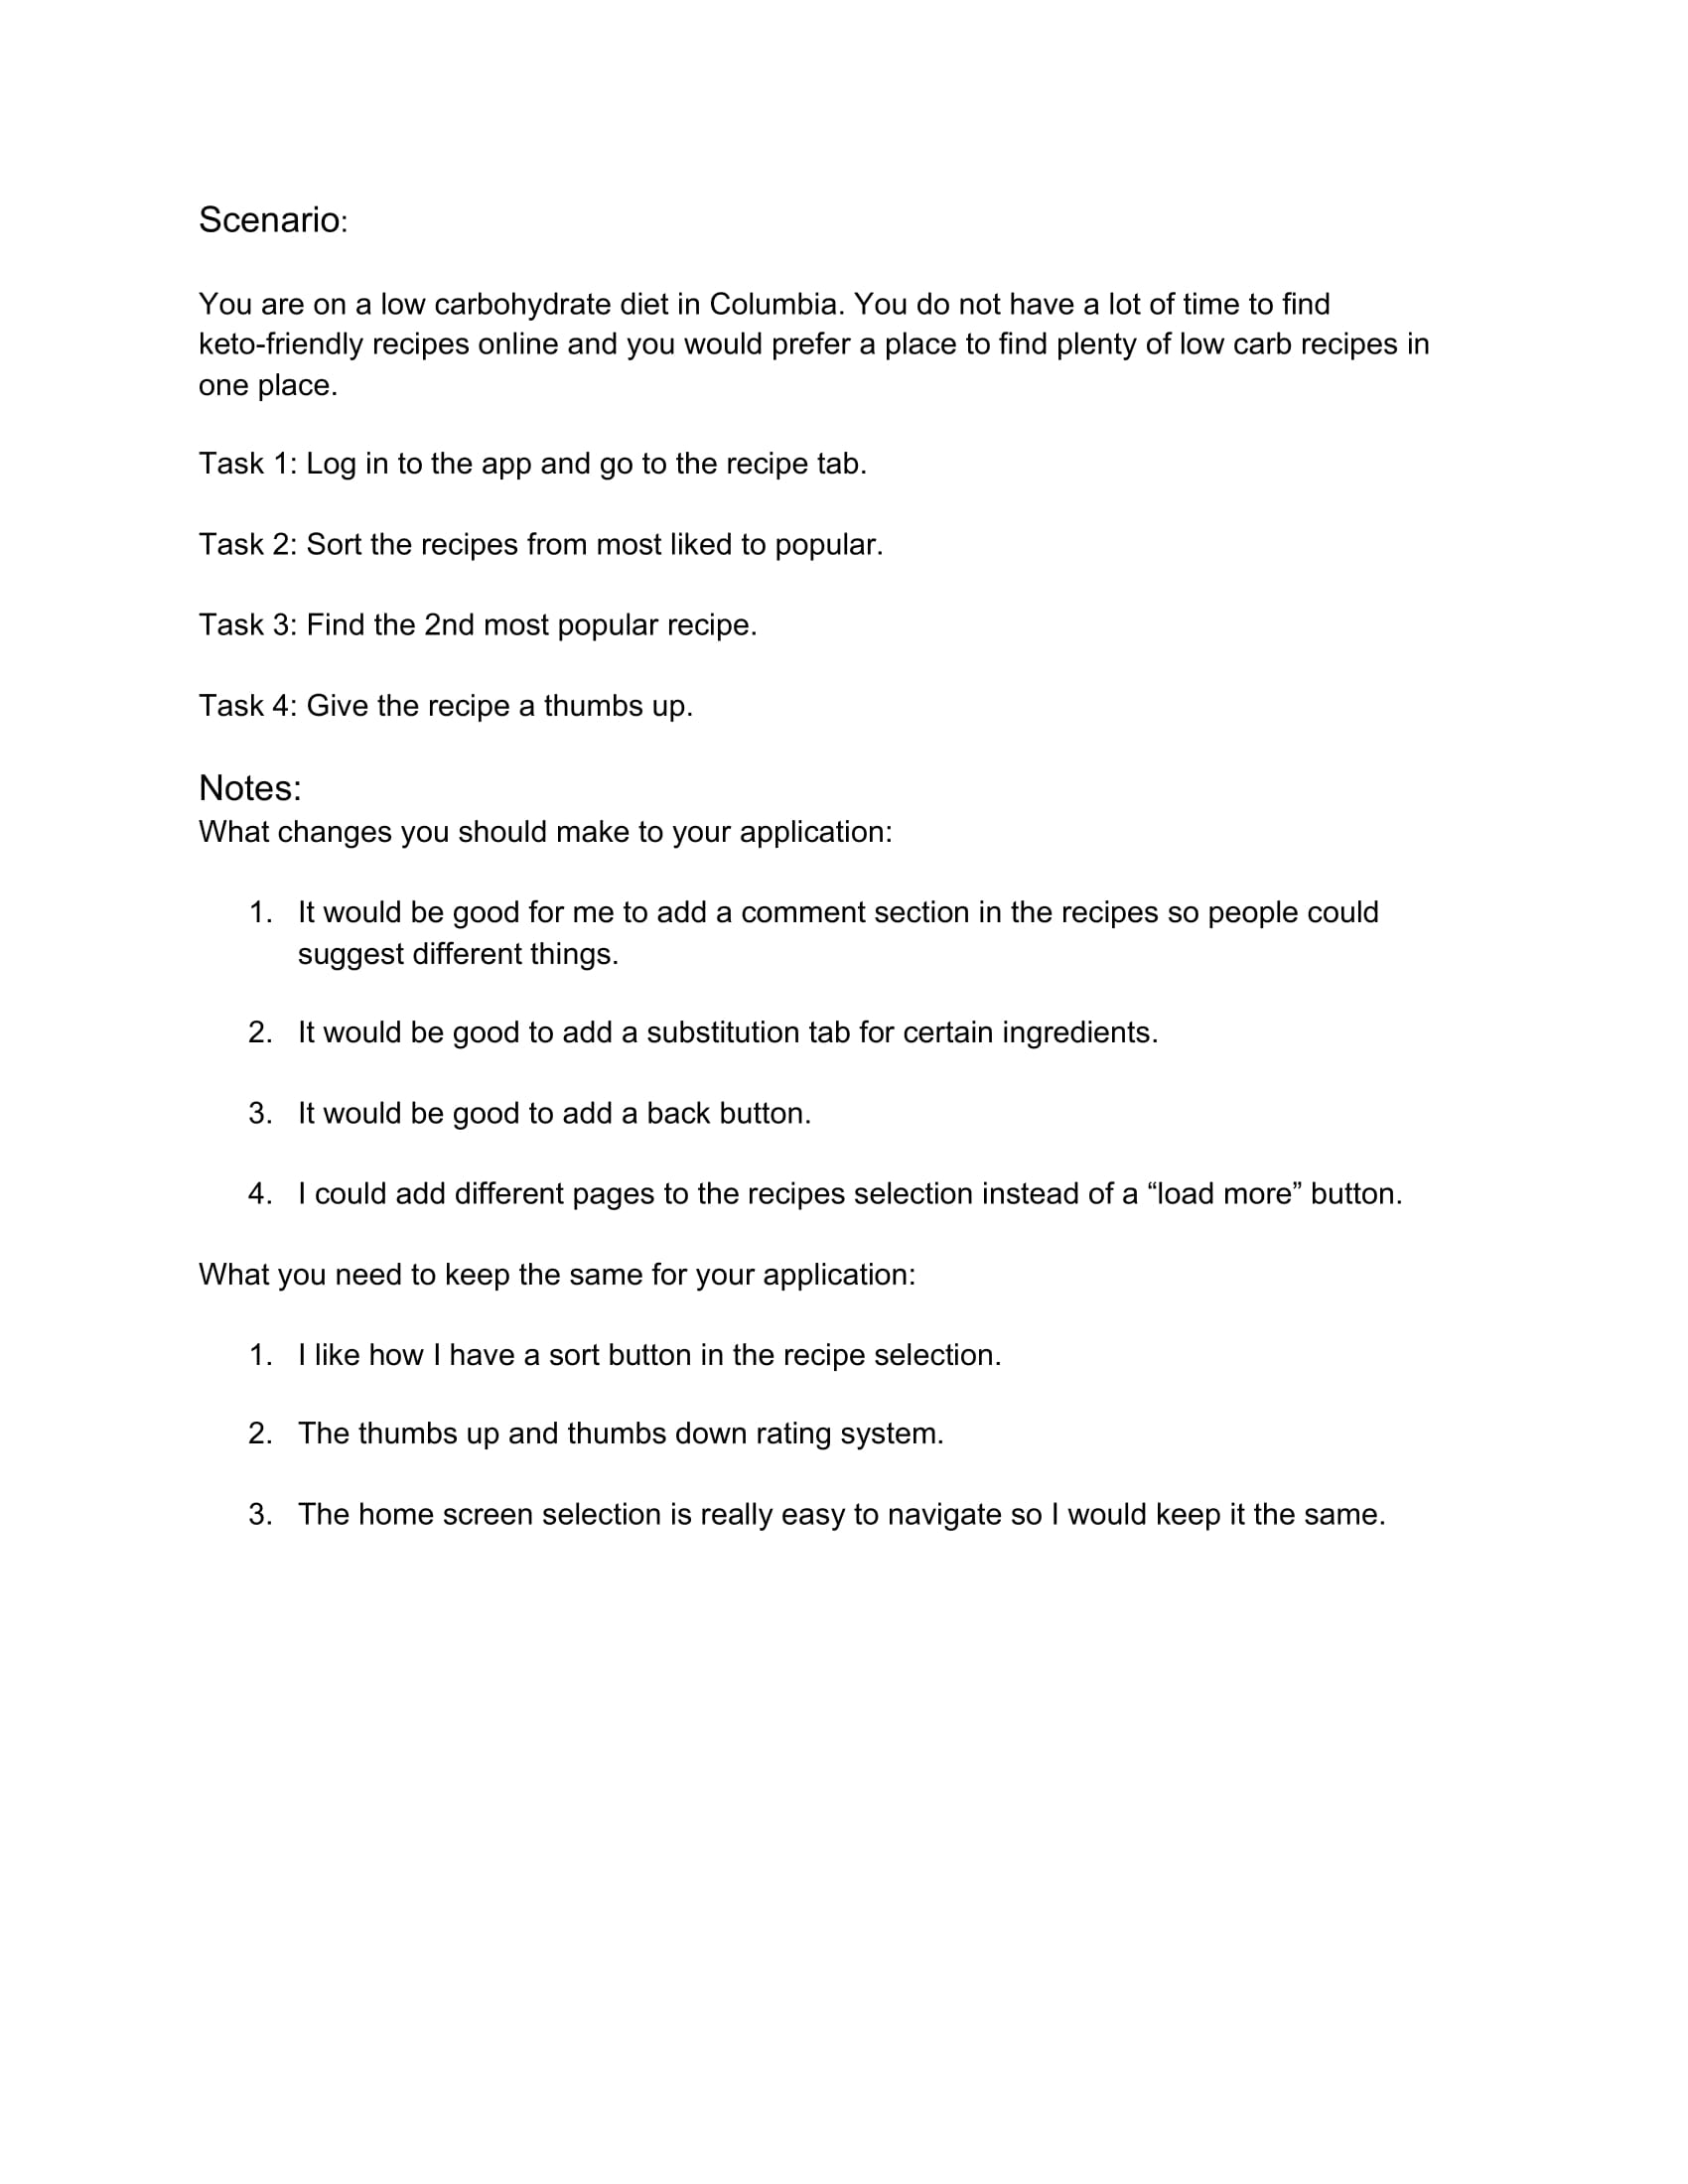 Scenario:
You are on a low carbohydrate diet in Columbia. You do not have a lot of time to find
keto-friendly recipes online and you would prefer a place to find plenty of low carb recipes in
one place.
Task 1: Log in to the app and go to the recipe tab.
Task 2: Sort the recipes from most liked to popular.
Task 3: Find the 2nd most popular recipe.
Task 4: Give the recipe a thumbs up.
Notes:
What changes you should make to your application:
1. It would be good for me to add a comment section in the recipes so people could
suggest different things.
2. It would be good to add a substitution tab for certain ingredients.
3. It would be good to add a back button.
4. I could add different pages to the recipes selection instead of a “load more” button.
What you need to keep the same for your application:
1. I like how I have a sort button in the recipe selection.
2. The thumbs up and thumbs down rating system.
3. The home screen selection is really easy to navigate so I would keep it the same.